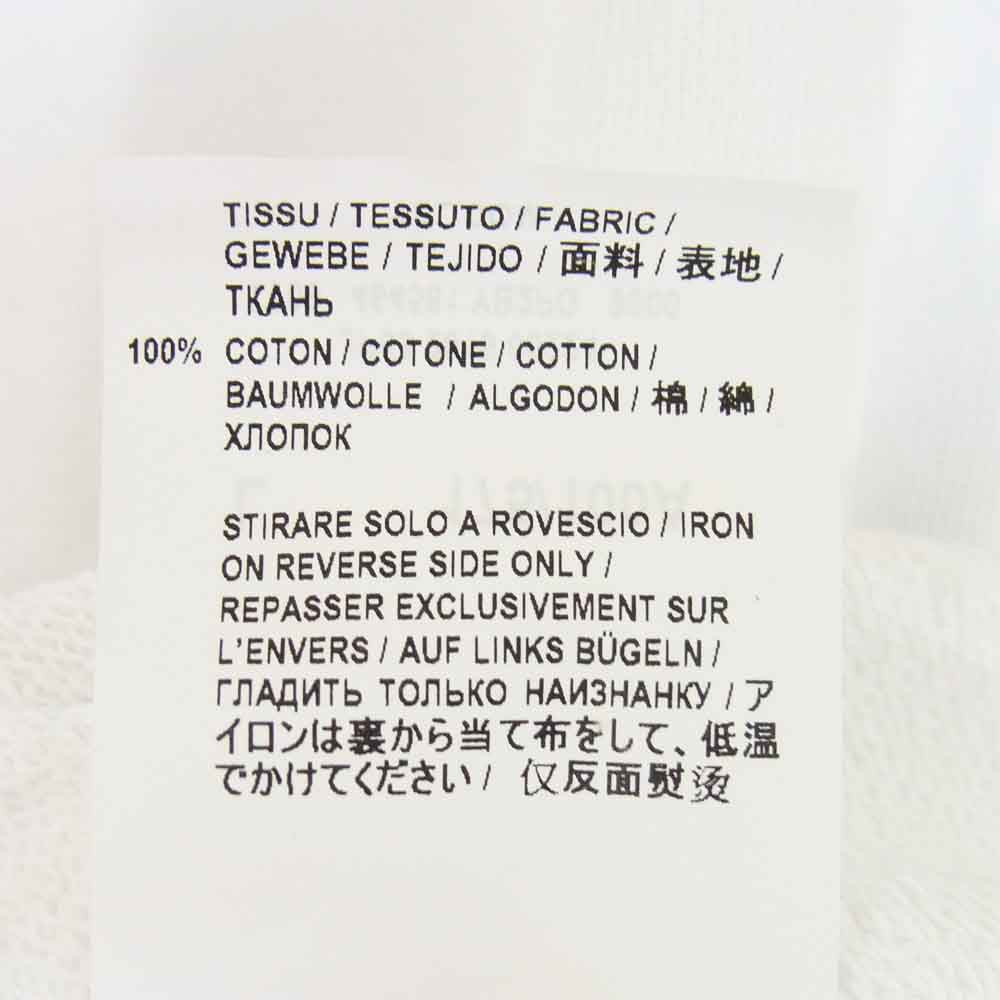 TISSU / TESSUTO / FABRIC /
GEWEBE / TEJIDO / 面料 / 表地 /
ТКАНЬ
100% COTON / COTONE / COTTON /
BAUMWOLLE / ALGODON / 棉 / 綿 /
ХЛОПОК
STIRARE SOLO A ROVESCIO / IRON
ON REVERSE SIDE ONLY /
REPASSER EXCLUSIVEMENT SUR
L'ENVERS / AUF LINKS BÜGELN /
ГЛАДИТЬ ТОЛЬКО НАИЗНАНКУ / ア
イロンは裏から当て布をして、低温
でかけてください / 仅反面熨烫